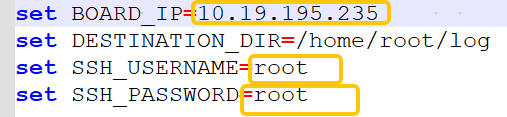 set BOARD_IP=10.19.195.235
set DESTINATION_DIR=/home/root/log
set SSH_USERNAME=root
set SSH_PASSWORD=root